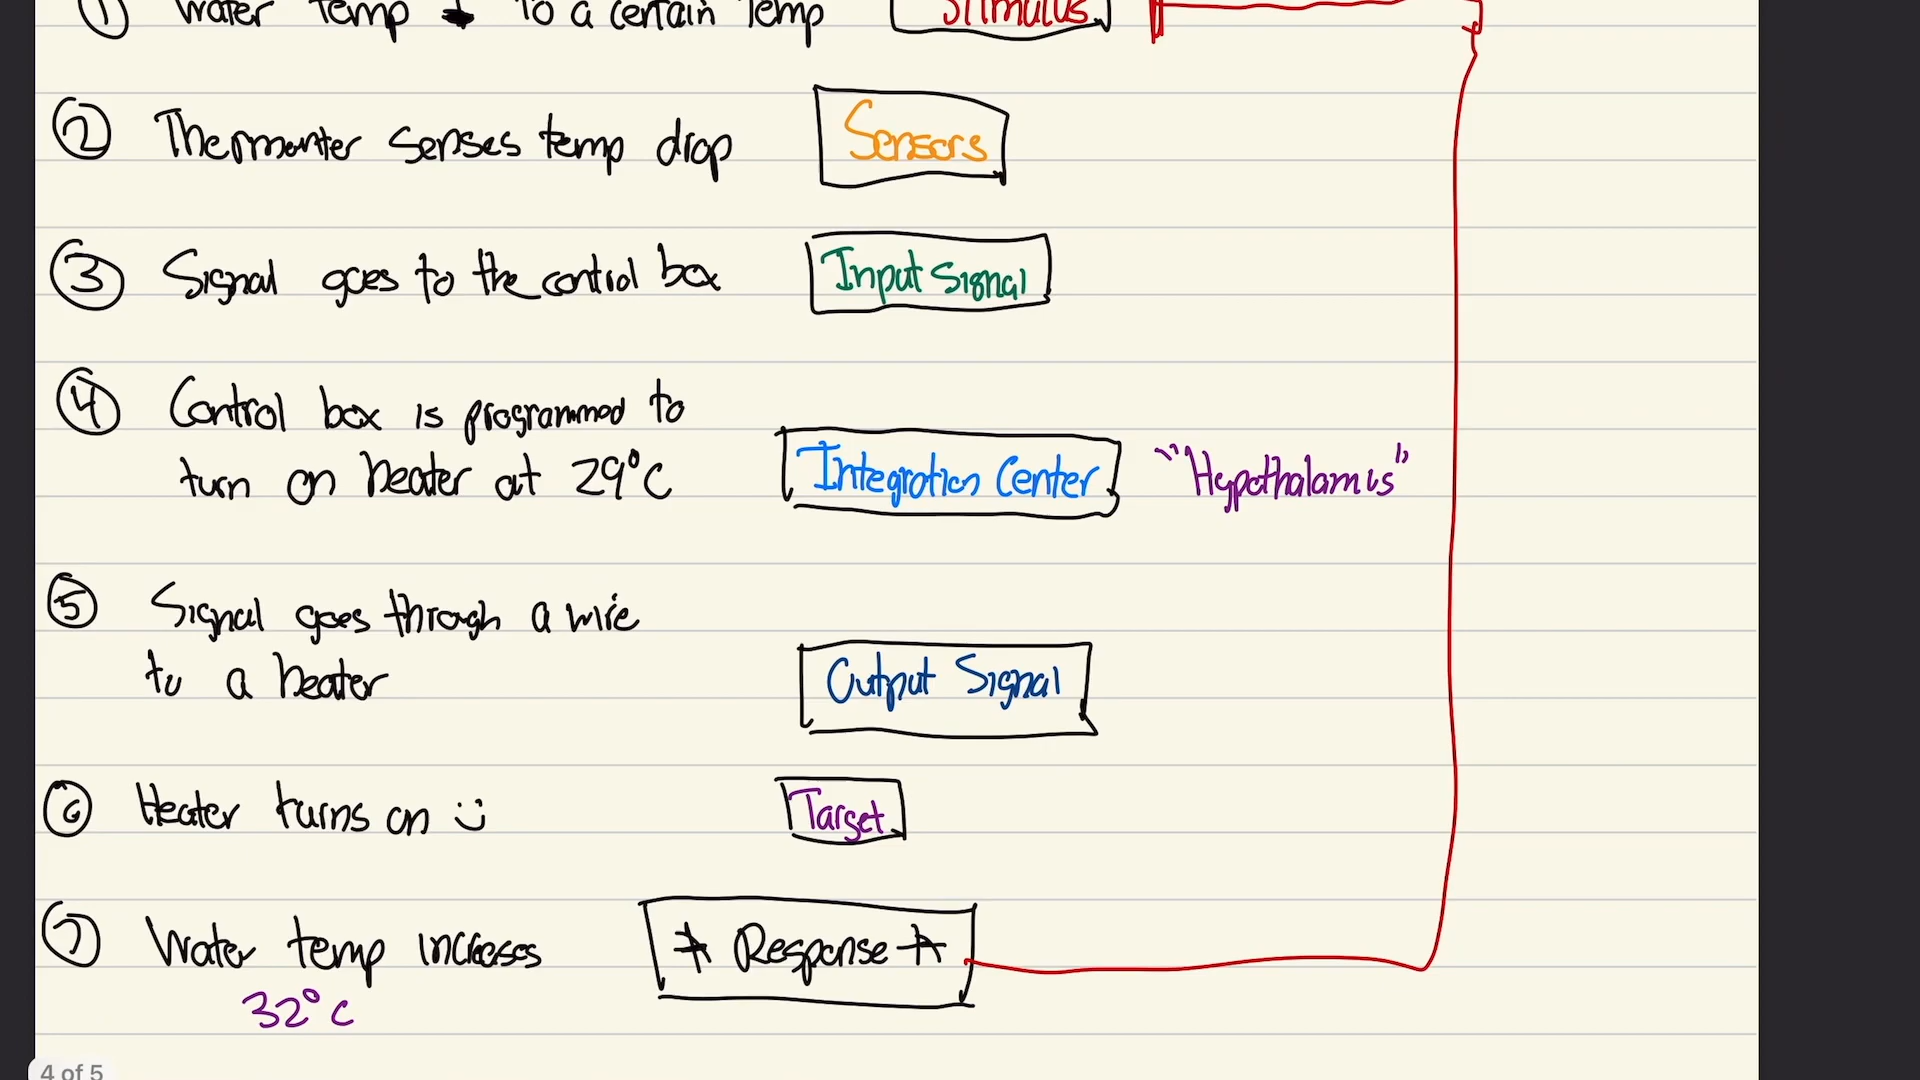 ① Water temp ↓ to a certain temp Stimulus
② Thermomter senses temp drop Sensors
③ Signal goes to the control box Input Signal
④ Control box is programmed to
turn on heater at 29°C Integration Center "Hypothalamus"
⑤ Signal goes through a wire
to a heater Output Signal
⑥ Heater turns on :) Target
⑦ Water temp increases * Response *
32°C
4 of 5